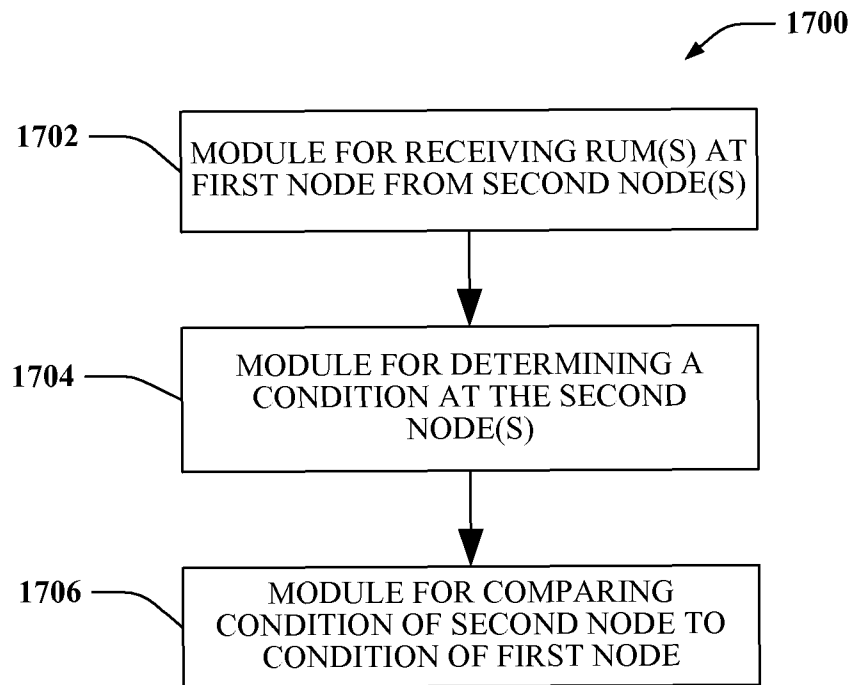 1700
1702
MODULE FOR RECEIVING RUM(S) AT
FIRST NODE FROM SECOND NODE(S)
1704
MODULE FOR DETERMINING A
CONDITION AT THE SECOND
NODE(S)
1706
MODULE FOR COMPARING
CONDITION OF SECOND NODE TO
CONDITION OF FIRST NODE